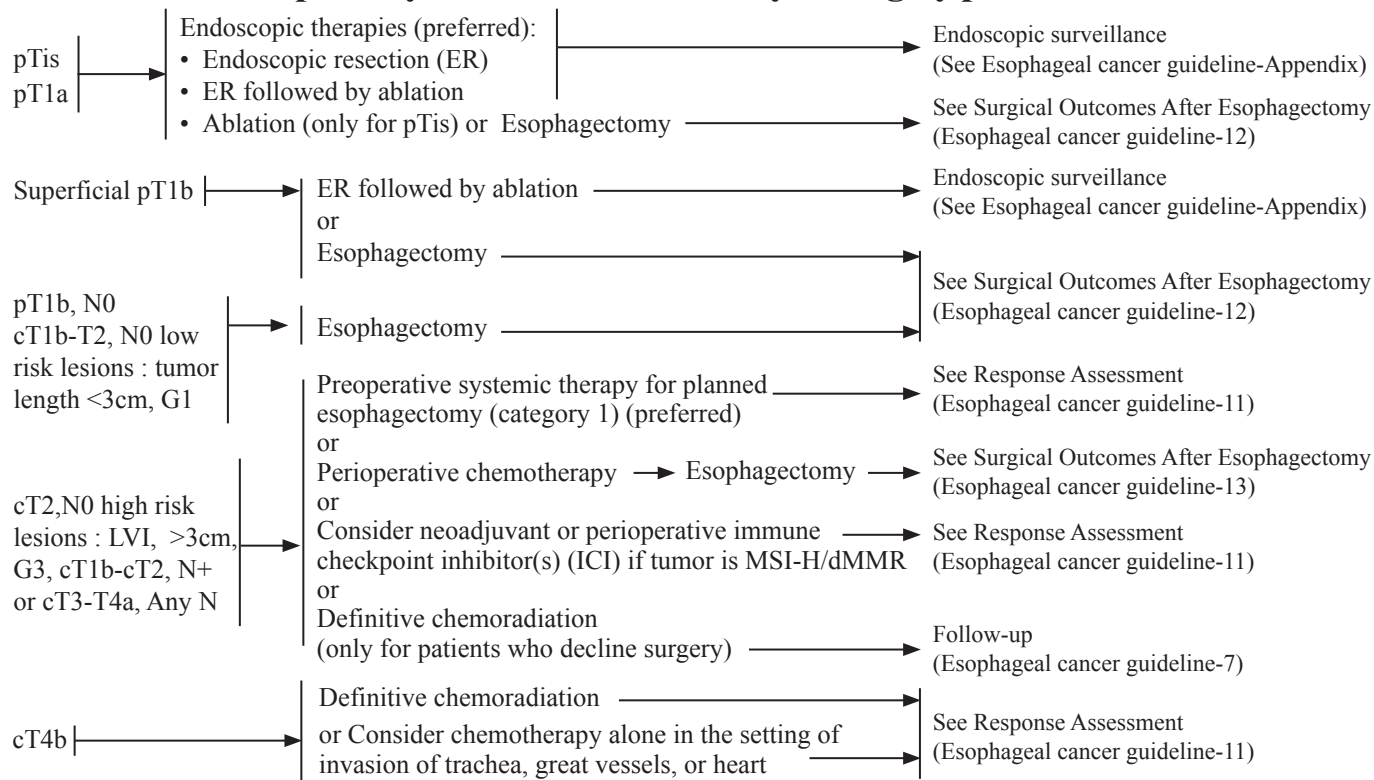 Endoscopic therapies (preferred):
• Endoscopic resection (ER)
• ER followed by ablation
• Ablation (only for pTis) or Esophagectomy
pTis
pT1a
Endoscopic surveillance
(See Esophageal cancer guideline-Appendix)
See Surgical Outcomes After Esophagectomy
(Esophageal cancer guideline-12)
Superficial pT1b
ER followed by ablation
or
Esophagectomy
Endoscopic surveillance
(See Esophageal cancer guideline-Appendix)
pT1b, N0
cT1b-T2, N0 low
risk lesions : tumor
length <3cm, G1
Esophagectomy
See Surgical Outcomes After Esophagectomy
(Esophageal cancer guideline-12)
cT2,N0 high risk
lesions : LVI, >3cm,
G3, cT1b-cT2, N+
or cT3-T4a, Any N
Preoperative systemic therapy for planned
esophagectomy (category 1) (preferred)
or
Perioperative chemotherapy
Esophagectomy
or
Consider neoadjuvant or perioperative immune
checkpoint inhibitor(s) (ICI) if tumor is MSI-H/dMMR
or
Definitive chemoradiation
(only for patients who decline surgery)
See Response Assessment
(Esophageal cancer guideline-11)
See Surgical Outcomes After Esophagectomy
(Esophageal cancer guideline-13)
See Response Assessment
(Esophageal cancer guideline-11)
Follow-up
(Esophageal cancer guideline-7)
cT4b
Definitive chemoradiation
or Consider chemotherapy alone in the setting of
invasion of trachea, great vessels, or heart
See Response Assessment
(Esophageal cancer guideline-11)